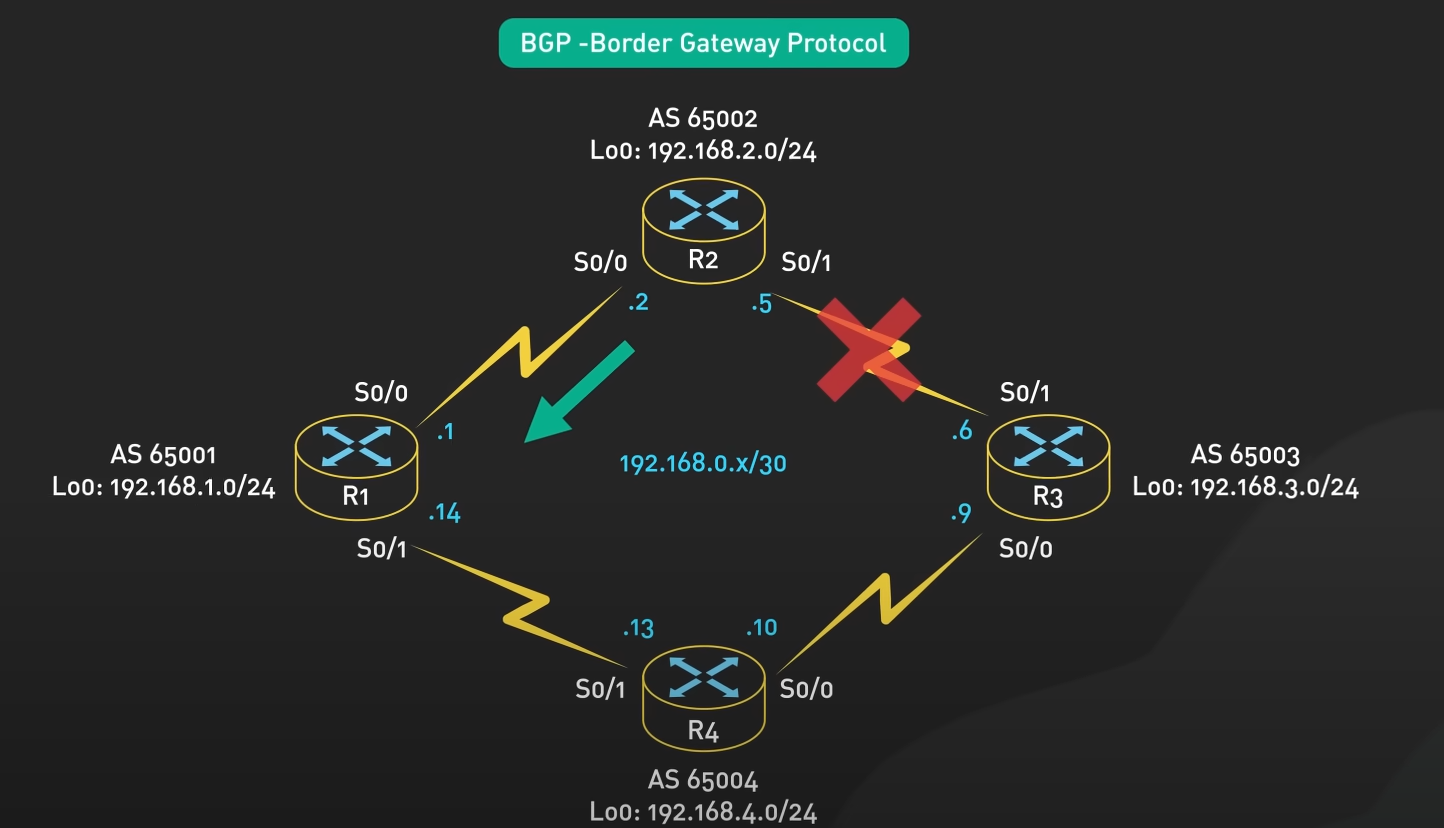 BGP -Border Gateway Protocol
AS 65002
Lo0: 192.168.2.0/24
R2
S0/0
S0/1
.2
.5
S0/0
S0/1
.1
.6
192.168.0.x/30
AS 65001
Lo0: 192.168.1.0/24
R1
R3
AS 65003
Lo0: 192.168.3.0/24
.14
.9
S0/1
S0/0
.13
.10
S0/1
S0/0
R4
AS 65004
Lo0: 192.168.4.0/24